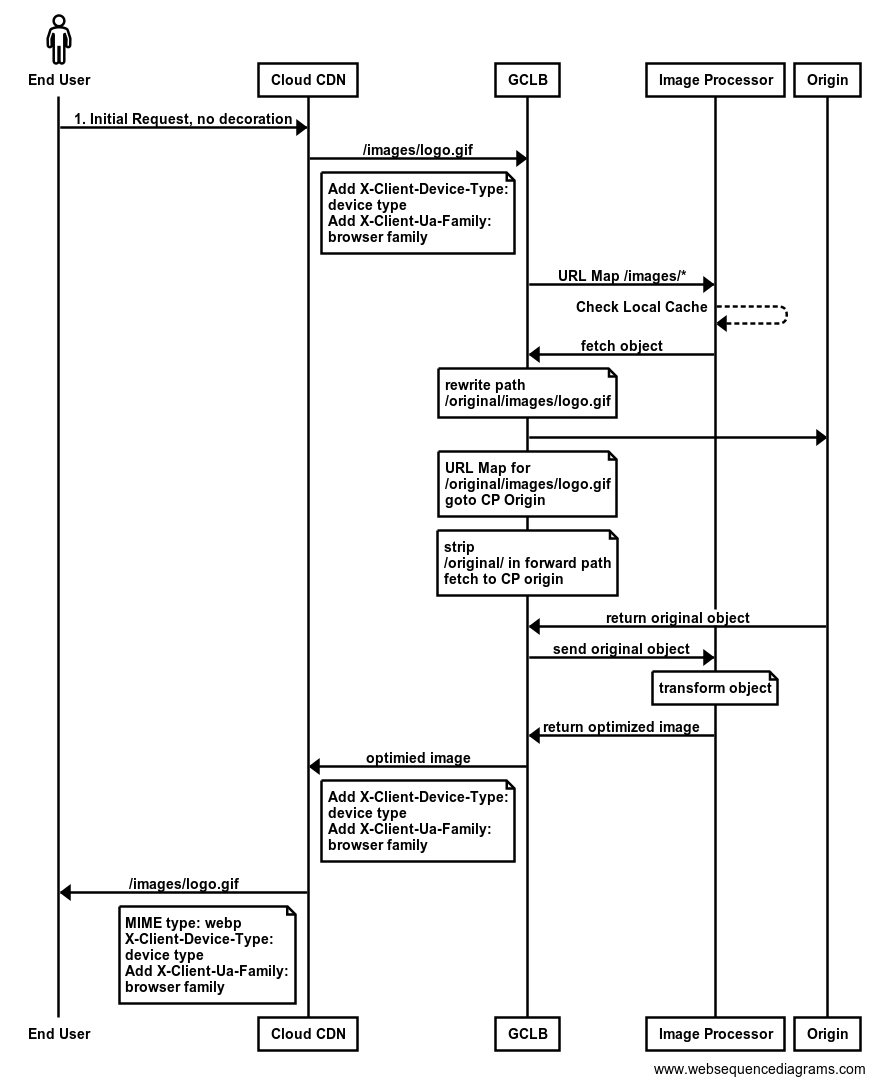 End User
Cloud CDN
GCLB
Image Processor
Origin
1. Initial Request, no decoration
/images/logo.gif
Add X-Client-Device-Type:
device type
Add X-Client-Ua-Family:
browser family
URL Map /images/*
Check Local Cache
fetch object
rewrite path
/original/images/logo.gif
URL Map for
/original/images/logo.gif
goto CP Origin
strip
/original/ in forward path
fetch to CP origin
return original object
send original object
transform object
return optimized image
optimied image
Add X-Client-Device-Type:
device type
Add X-Client-Ua-Family:
browser family
/images/logo.gif
MIME type: webp
X-Client-Device-Type:
device type
Add X-Client-Ua-Family:
browser family
End User
Cloud CDN
GCLB
Image Processor
Origin
www.websequencediagrams.com